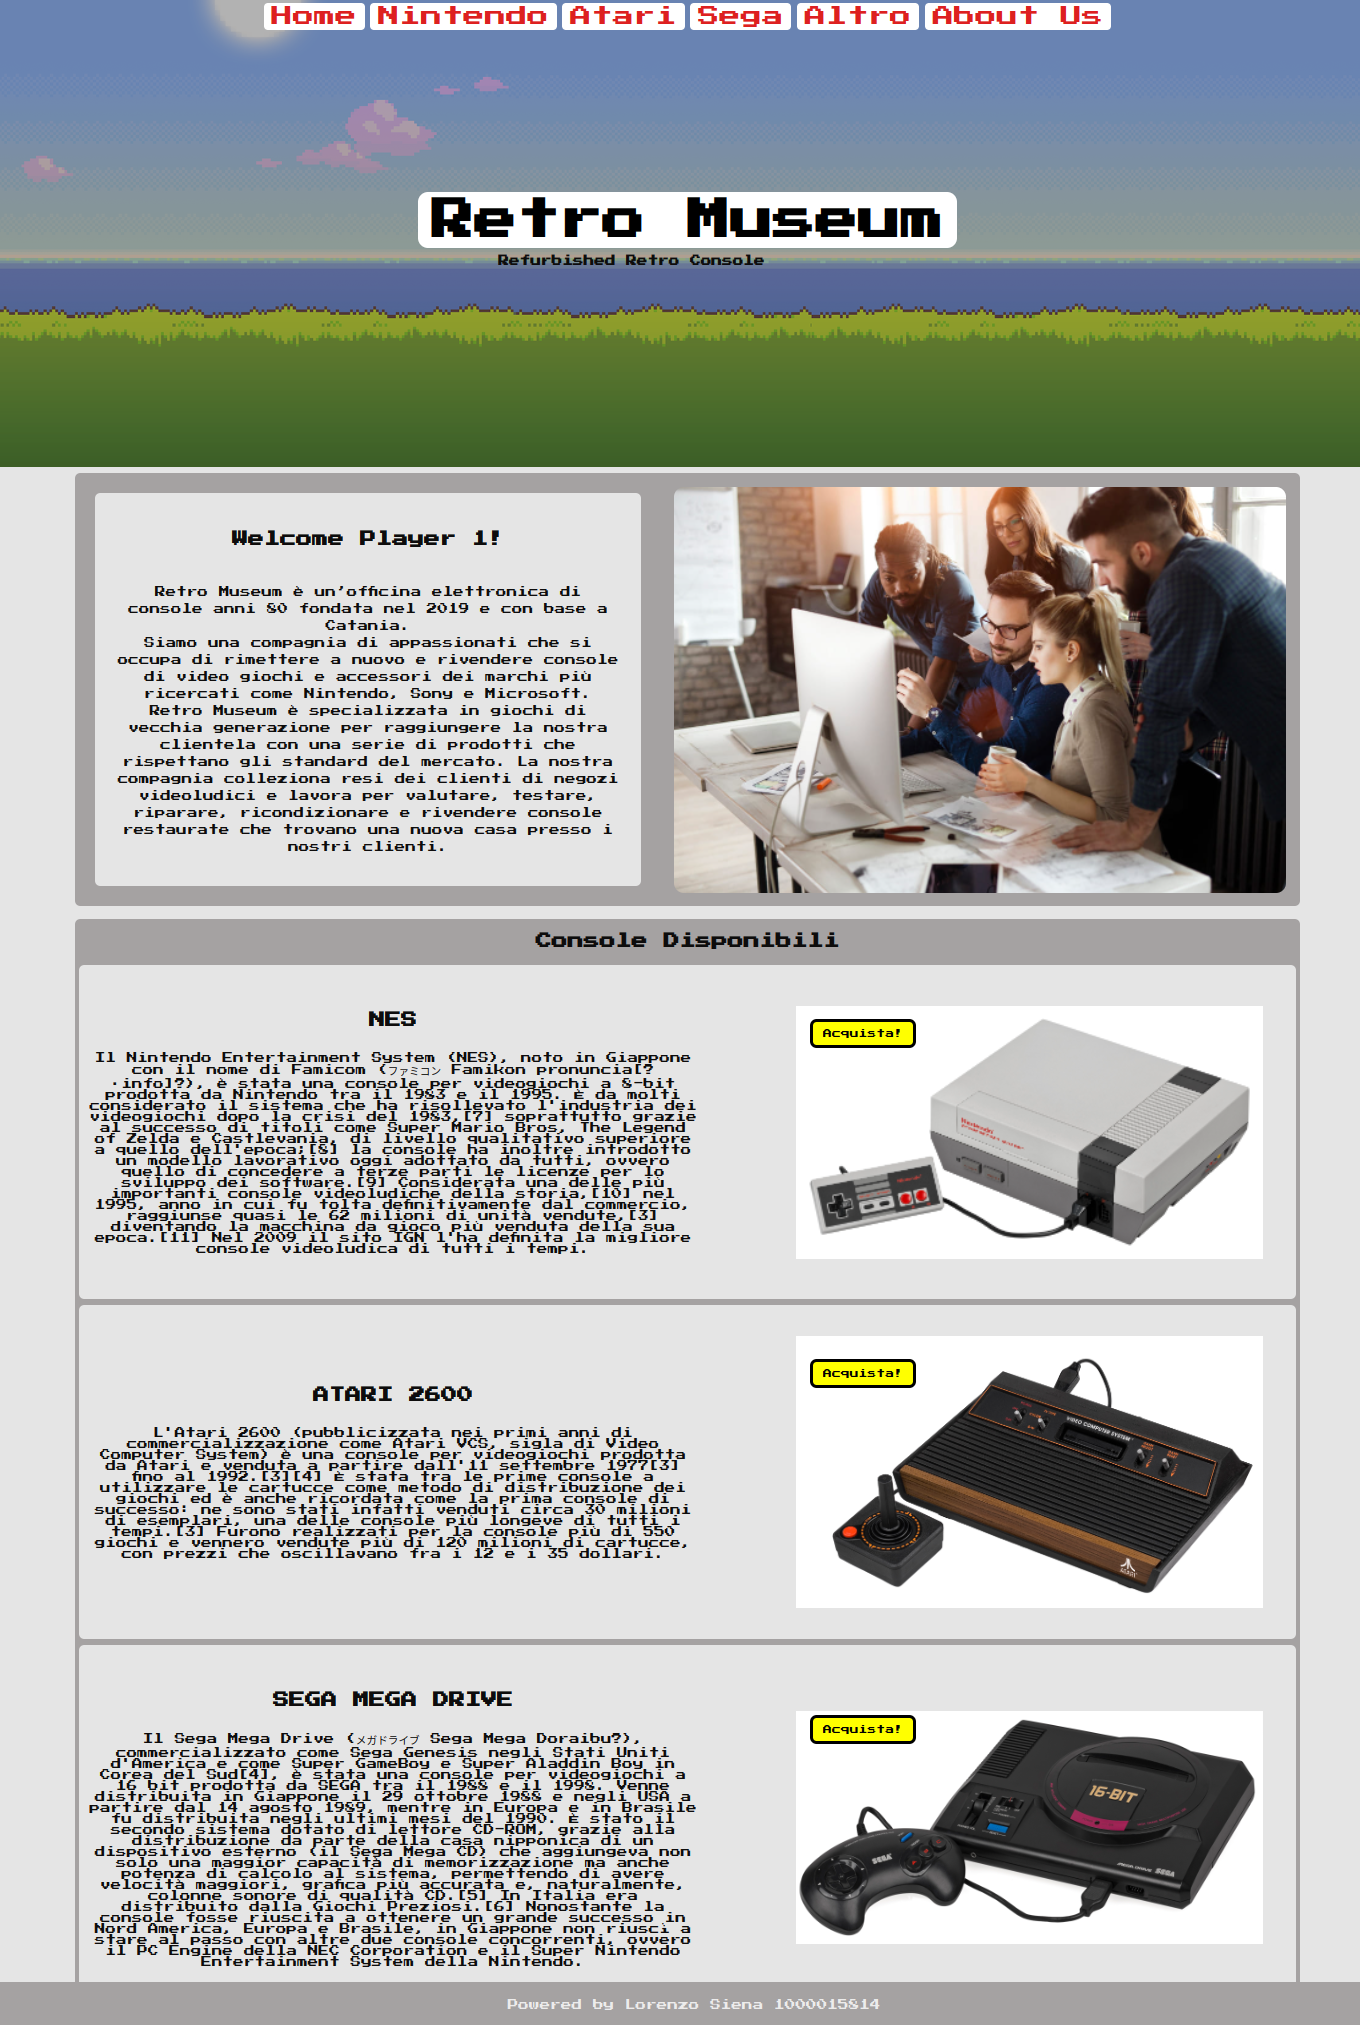 Home Nintendo Atari Sega Altro About Us
Retro Museum
Refurbished Retro Console
Welcome Player 1!
Retro Museum è un'officina elettronica di
console anni 80 fondata nel 2019 e con base a
Catania.
Siamo una compagnia di appassionati che si
occupa di rimettere a nuovo e rivendere console
di video giochi e accessori dei marchi più
ricercati come Nintendo, Sony e Microsoft.
Retro Museum è specializzata in giochi di
vecchia generazione per raggiungere la nostra
clientela con una serie di prodotti che
rispettano gli standard del mercato. La nostra
compagnia colleziona resi dei clienti di negozi
videoludici e lavora per valutare, testare,
riparare, ricondizionare e rivendere console
restaurate che trovano una nuova casa presso i
nostri clienti.
Console Disponibili
NES
Il Nintendo Entertainment System (NES), noto in Giappone
con il nome di Famicom (ファミコン Famikon pronuncia[?
·info]?), è stata una console per videogiochi a 8-bit
prodotta da Nintendo tra il 1983 e il 1995. È da molti
considerato il sistema che ha risollevato l'industria dei
videogiochi dopo la crisi del 1983,[7] soprattutto grazie
al successo di titoli come Super Mario Bros, The Legend
of Zelda e Castlevania, di livello qualitativo superiore
a quello dell'epoca;[8] la console ha inoltre introdotto
un modello lavorativo oggi adottato da tutti, ovvero
quello di concedere a terze parti le licenze per lo
sviluppo dei software.[9] Considerata una delle più
importanti console videoludiche della storia,[10] nel
1995, anno in cui fu tolta definitivamente dal commercio,
raggiunse quasi le 62 milioni di unità vendute,[3]
diventando la macchina da gioco più venduta della sua
epoca.[11] Nel 2009 il sito IGN l'ha definita la migliore
console videoludica di tutti i tempi.
Acquista!
Nintendo
ATARI 2600
L'Atari 2600 (pubblicizzata nei primi anni di
commercializzazione come Atari VCS, sigla di Video
Computer System) è una console per videogiochi prodotta
da Atari e venduta a partire dall'11 settembre 1977[3]
fino al 1992.[3][4] È stata tra le prime console a
utilizzare le cartucce come metodo di distribuzione dei
giochi ed è anche ricordata come la prima console di
successo: ne sono stati infatti venduti circa 30 milioni
di esemplari, una delle console più longeve di tutti i
tempi.[3] Furono realizzati per la console più di 550
giochi e vennero vendute più di 120 milioni di cartucce,
con prezzi che oscillavano fra i 12 e i 35 dollari.
Acquista!
VIDEO COMPUTER SYSTEM
ATARI
SEGA MEGA DRIVE
Il Sega Mega Drive (メガドライブ Sega Mega Doraibu?),
commercializzato come Sega Genesis negli Stati Uniti
d'America e come Super GameBoy e Super Aladdin Boy in
Corea del Sud[4], è stata una console per videogiochi a
16 bit prodotta da SEGA tra il 1988 e il 1998. Venne
distribuita in Giappone il 29 ottobre 1988 e negli USA a
partire dal 14 agosto 1989, mentre in Europa e in Brasile
fu distribuita negli ultimi mesi del 1990. È stato il
secondo sistema dotato di lettore CD-ROM, grazie alla
distribuzione da parte della casa nipponica di un
dispositivo esterno (il Sega Mega CD) che aggiungeva non
solo una maggior capacità di memorizzazione ma anche
potenza di calcolo al sistema, permettendo di avere
velocità maggiori, grafica più accurata e, naturalmente,
colonne sonore di qualità CD.[5] In Italia era
distribuito dalla Giochi Preziosi.[6] Nonostante la
console fosse riuscita a ottenere un grande successo in
Nord America, Europa e Brasile, in Giappone non riuscì a
stare al passo con altre due console concorrenti, ovvero
il PC Engine della NEC Corporation e il Super Nintendo
Entertainment System della Nintendo.
Acquista!
16-BIT
SEGA
MEGA DRIVE SEGA
Powered by Lorenzo Siena 1000015814